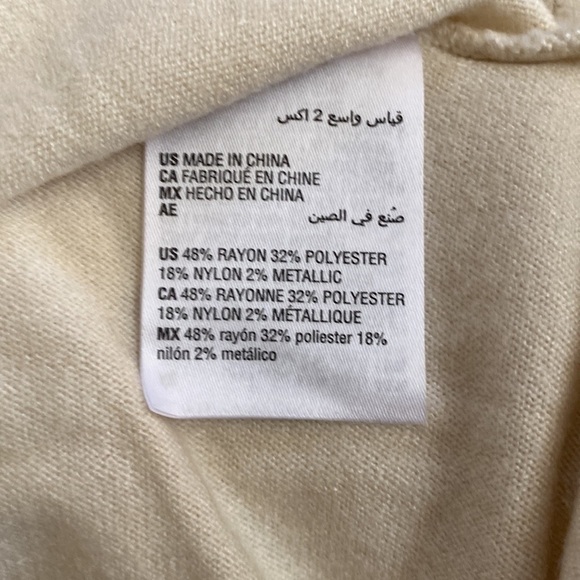 قياس واسع 2 اكس
US MADE IN CHINA
CA FABRIQUÉ EN CHINE
MX HECHO EN CHINA
AE صُنع في الصين
US 48% RAYON 32% POLYESTER
18% NYLON 2% METALLIC
CA 48% RAYONNE 32% POLYESTER
18% NYLON 2% MÉTALLIQUE
MX 48% rayón 32% poliester 18%
nilón 2% metálico